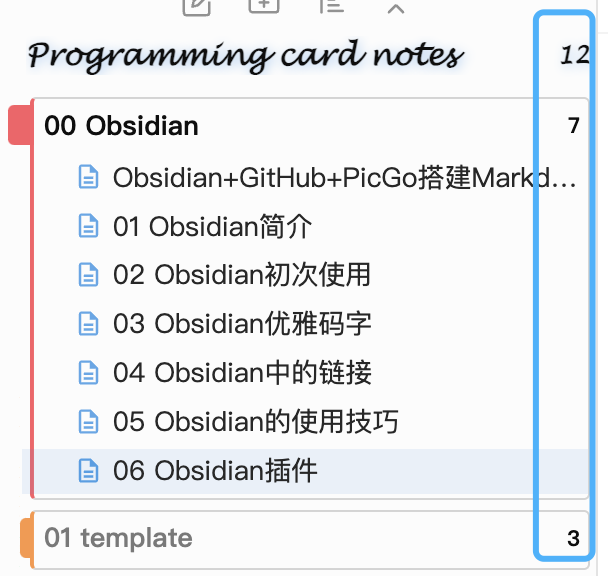 Programming card notes 12
00 Obsidian 7
Obsidian+GitHub+PicGo搭建Markd...
01 Obsidian简介
02 Obsidian初次使用
03 Obsidian优雅码字
04 Obsidian中的链接
05 Obsidian的使用技巧
06 Obsidian插件
01 template 3